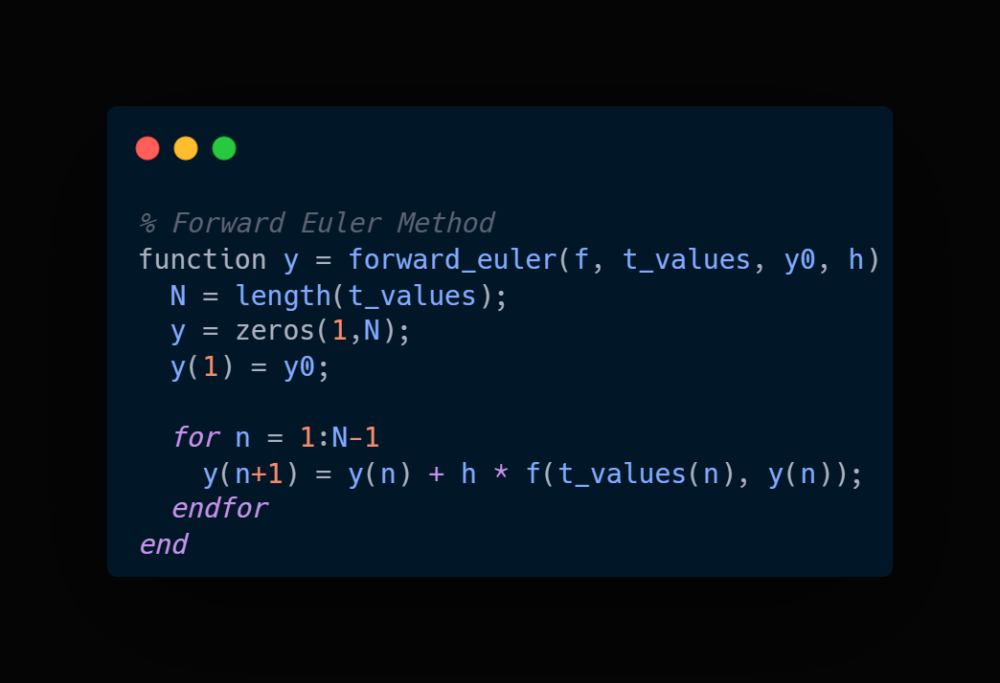 % Forward Euler Method
function y = forward_euler(f, t_values, y0, h)
  N = length(t_values);
  y = zeros(1,N);
  y(1) = y0;

  for n = 1:N-1
    y(n+1) = y(n) + h * f(t_values(n), y(n));
  endfor
end